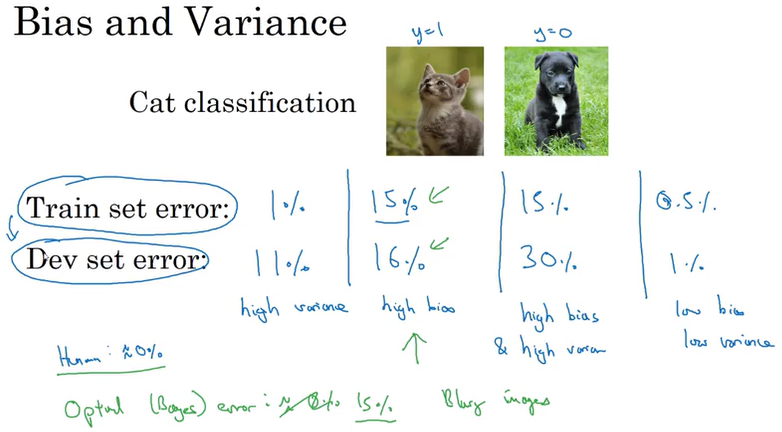 Bias and Variance
y=1 y=0
Cat classification
Train set error: 1% 15% 15% 0.5%
Dev set error: 11% 16% 30% 1%
high variance high bias high bias low bias
& high varian low variance
Human: ≈0%
(Bayes) error: ≈ 0% 15% Blurry images